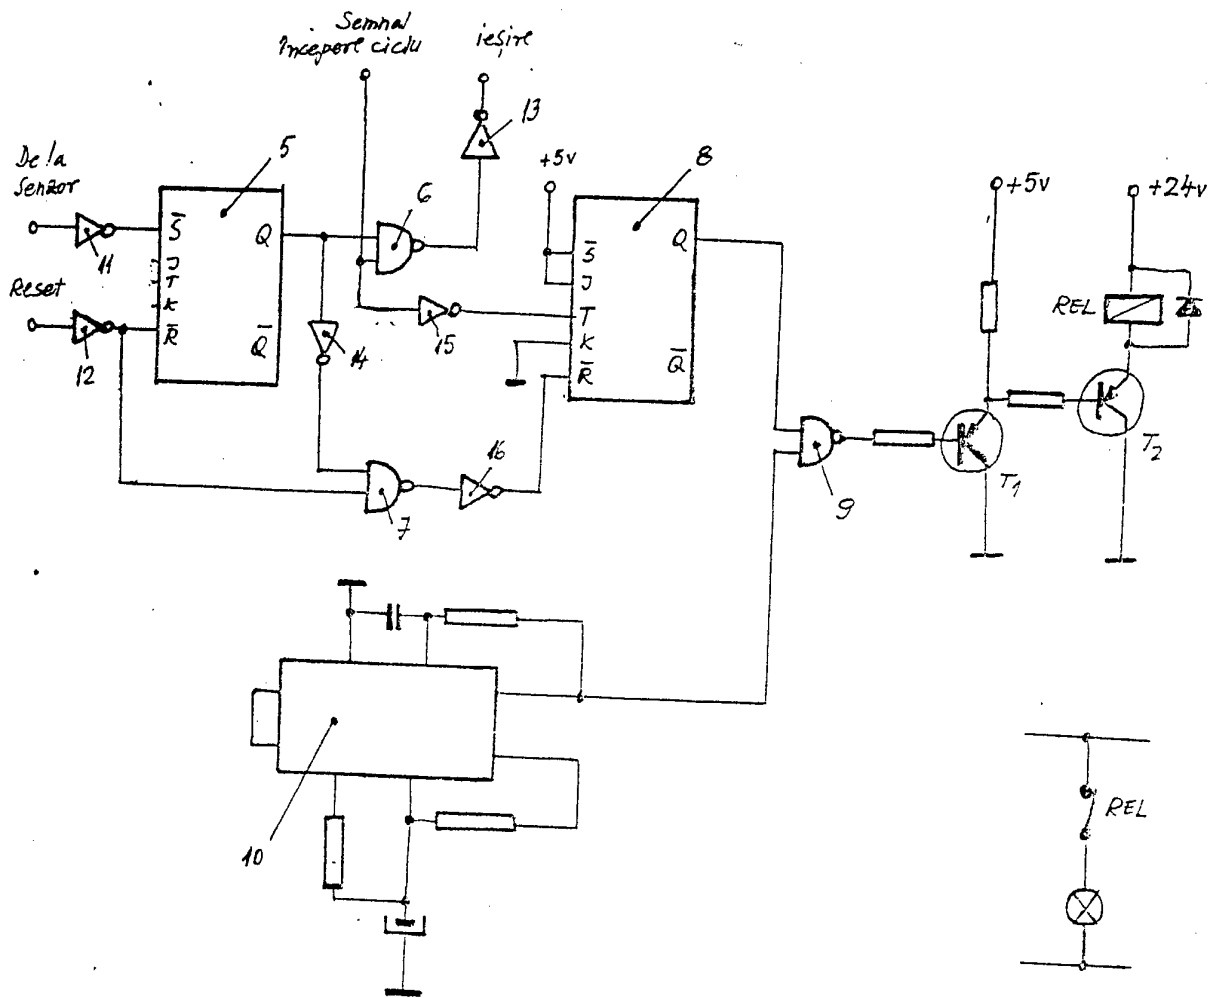 Semnal
începere ciclu
ieșire
13
De la
senzor
5
+5v
8
6
+5v
+24v
11
S̅
Q
J
T
K
R̅
Q̅
Reset
12
14
15
S̅
J
T
K
R̅
Q
Q̅
REL
T1
T2
16
7
9
10
REL